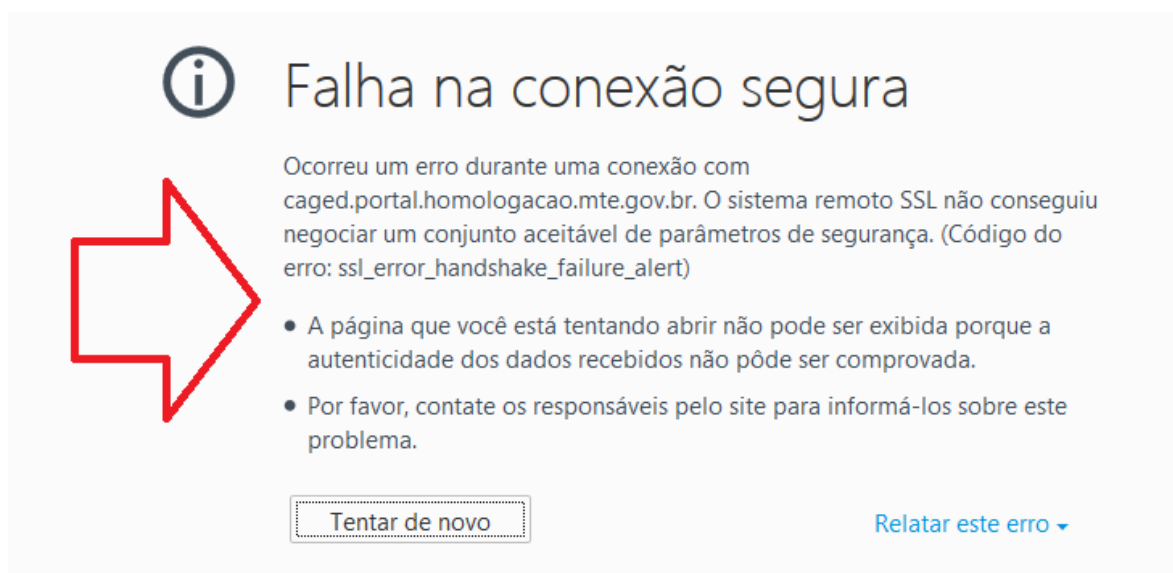 Falha na conexão segura
Ocorreu um erro durante uma conexão com
caged.portal.homologacao.mte.gov.br. O sistema remoto SSL não conseguiu
negociar um conjunto aceitável de parâmetros de segurança. (Código do
erro: ssl_error_handshake_failure_alert)
• A página que você está tentando abrir não pode ser exibida porque a
autenticidade dos dados recebidos não pôde ser comprovada.
• Por favor, contate os responsáveis pelo site para informá-los sobre este
problema.
Tentar de novo
Relatar este erro